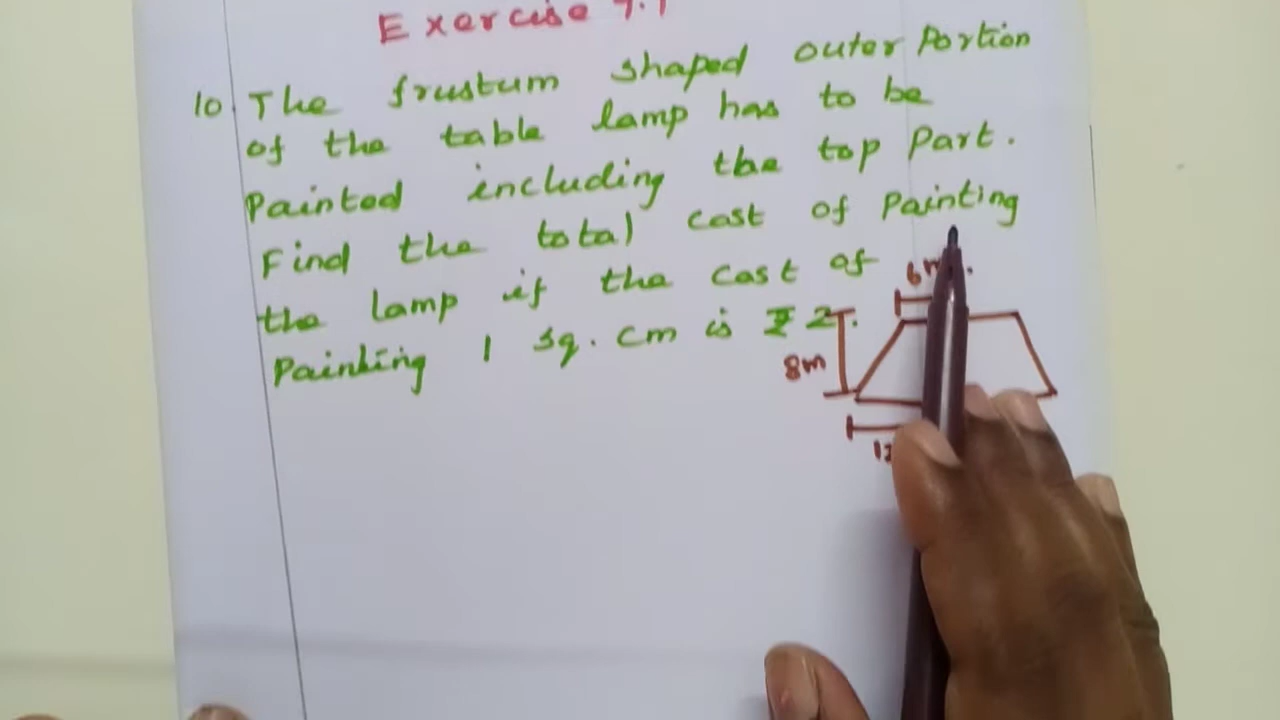 Exercise 7.1
10. The frustum shaped outer portion
of the table lamp has to be
Painted including the top Part.
Find the total cost of Painting
the lamp if the cost of
Painting 1 sq. cm is ₹ 2.
8m